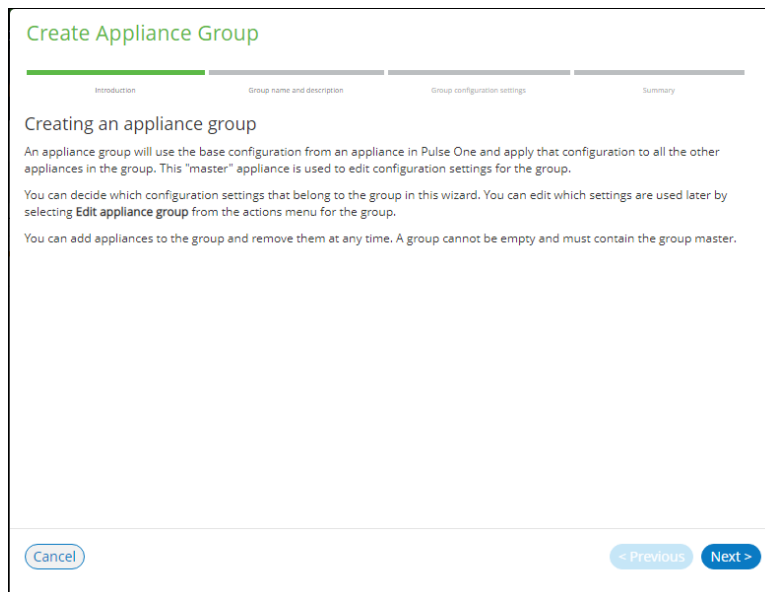 Create Appliance Group
Introduction
Group name and description
Group configuration settings
Summary
Creating an appliance group
An appliance group will use the base configuration from an appliance in Pulse One and apply that configuration to all the other
appliances in the group. This "master" appliance is used to edit configuration settings for the group.
You can decide which configuration settings that belong to the group in this wizard. You can edit which settings are used later by
selecting Edit appliance group from the actions menu for the group.
You can add appliances to the group and remove them at any time. A group cannot be empty and must contain the group master.
Cancel
< Previous
Next >